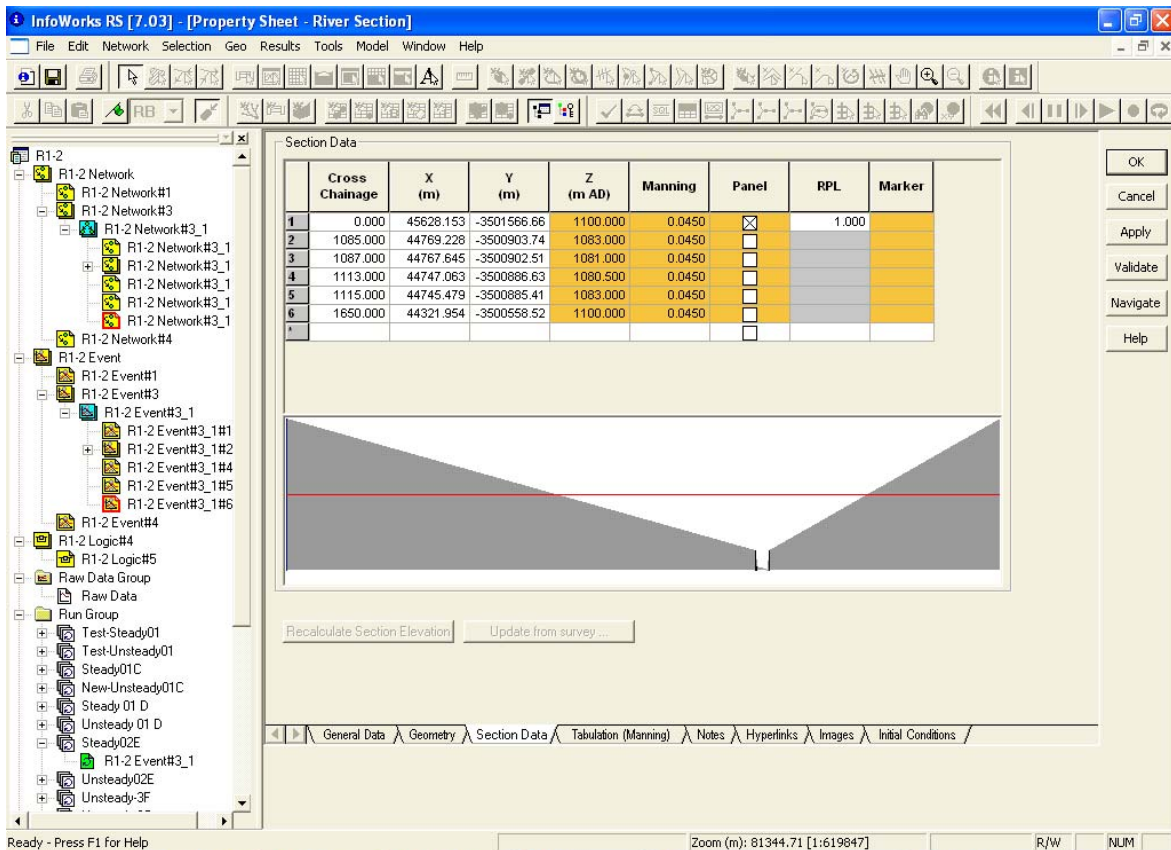 InfoWorks RS [7.03] - [Property Sheet - River Section]
File Edit Network Selection Geo Results Tools Model Window Help
RB
R1-2
R1-2 Network
R1-2 Network#1
R1-2 Network#3
R1-2 Network#3_1
R1-2 Network#3_1
R1-2 Network#3_1
R1-2 Network#3_1
R1-2 Network#3_1
R1-2 Network#3_1
R1-2 Network#4
R1-2 Event
R1-2 Event#1
R1-2 Event#3
R1-2 Event#3_1
R1-2 Event#3_1#1
R1-2 Event#3_1#2
R1-2 Event#3_1#4
R1-2 Event#3_1#5
R1-2 Event#3_1#6
R1-2 Event#4
R1-2 Logic#4
R1-2 Logic#5
Raw Data Group
Raw Data
Run Group
Test-Steady01
Test-Unsteady01
Steady01C
New-Unsteady01C
Steady 01 D
Unsteady 01 D
Steady02E
R1-2 Event#3_1
Unsteady02E
Unsteady-3F
Section Data
Cross Chainage X (m) Y (m) Z (m AD) Manning Panel RPL Marker
1 0.000 45628.153 -3501566.66 1100.000 0.0450 1.000
2 1085.000 44769.228 -3500903.74 1083.000 0.0450
3 1087.000 44767.645 -3500902.51 1081.000 0.0450
4 1113.000 44747.063 -3500886.63 1080.500 0.0450
5 1115.000 44745.479 -3500885.41 1083.000 0.0450
6 1650.000 44321.954 -3500558.52 1100.000 0.0450
*
Recalculate Section Elevation Update from survey ...
General Data Geometry Section Data Tabulation (Manning) Notes Hyperlinks Images Initial Conditions
OK
Cancel
Apply
Validate
Navigate
Help
Ready - Press F1 for Help Zoom (m): 81344.71 [1:619847] R/W NUM